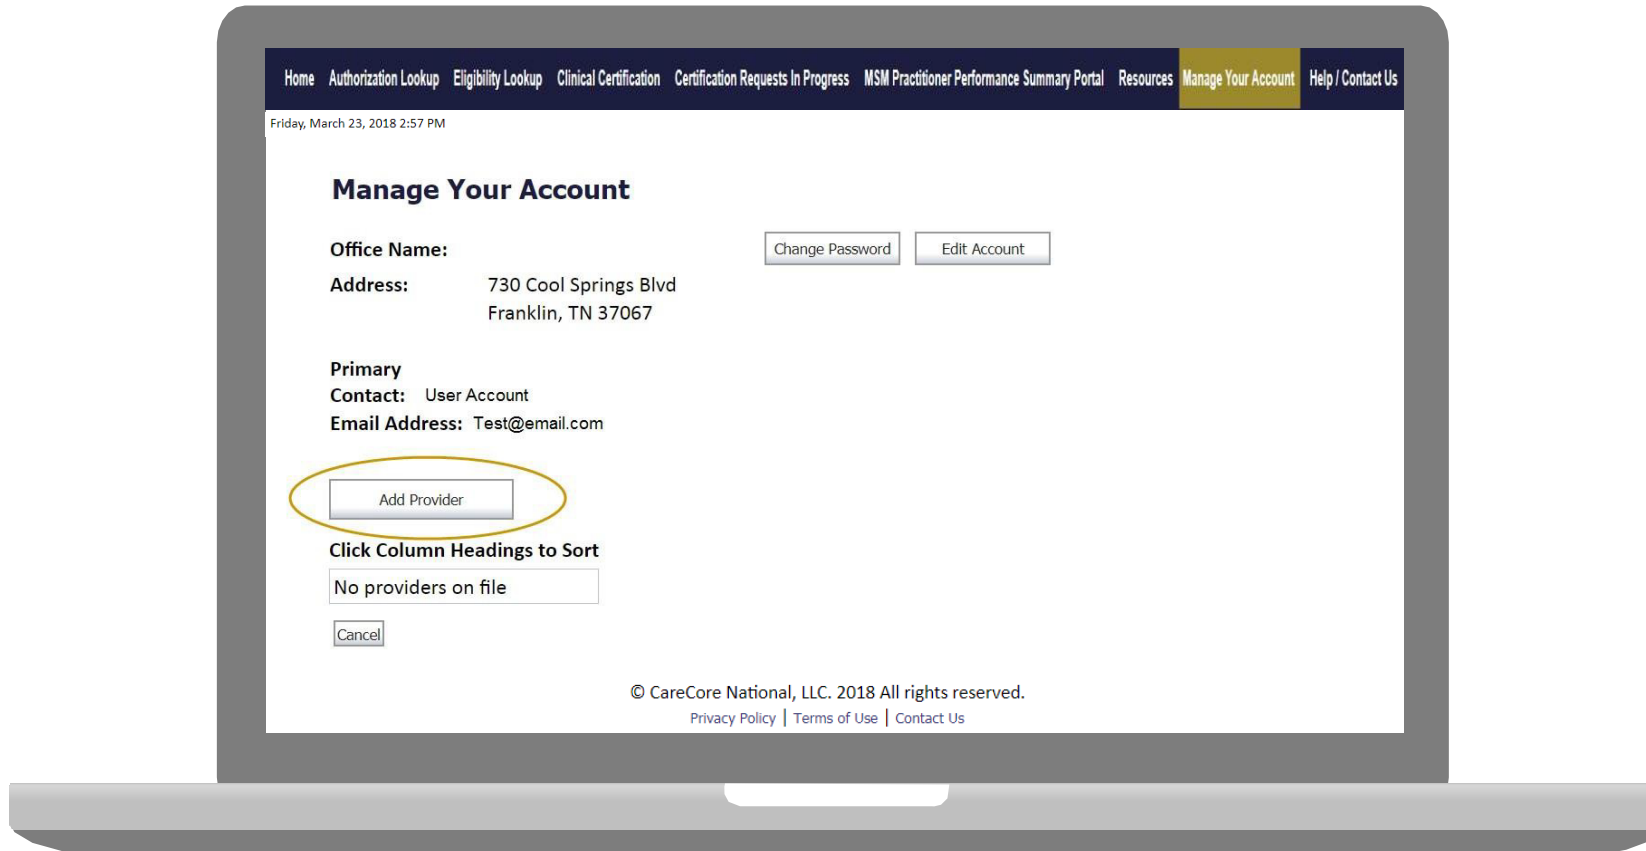 Home Authorization Lookup Eligibility Lookup Clinical Certification Certification Requests In Progress MSM Practitioner Performance Summary Portal Resources Manage Your Account Help / Contact Us
Friday, March 23, 2018 2:57 PM
Manage Your Account
Office Name:
Change Password Edit Account
Address: 730 Cool Springs Blvd
Franklin, TN 37067
Primary
Contact: User Account
Email Address: Test@email.com
Add Provider
Click Column Headings to Sort
No providers on file
Cancel
© CareCore National, LLC. 2018 All rights reserved.
Privacy Policy | Terms of Use | Contact Us